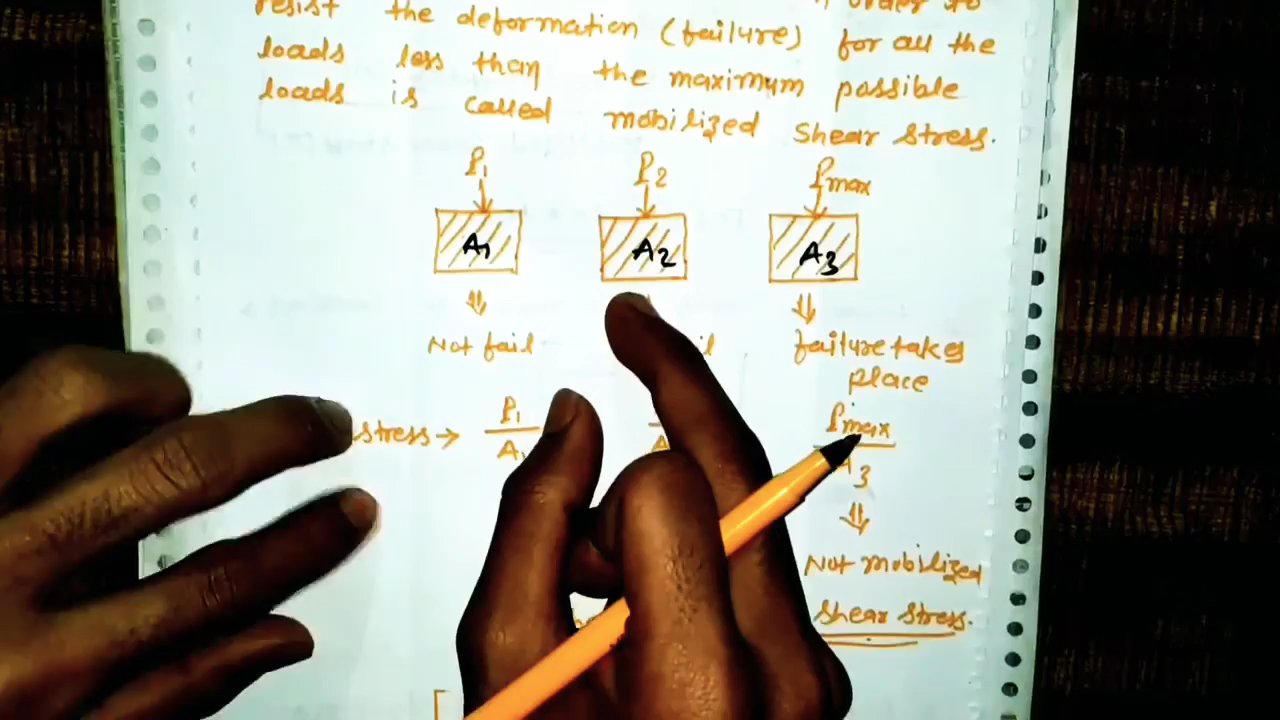 resist the deformation (failure) for all the
loads less than the maximum possible
loads is called mobilized shear stress.
P1 P2 Pmax
A1 A2 A3
Not fail failure takes
place
stress → P1 Pmax
A 3
Not mobilized
shear stress.